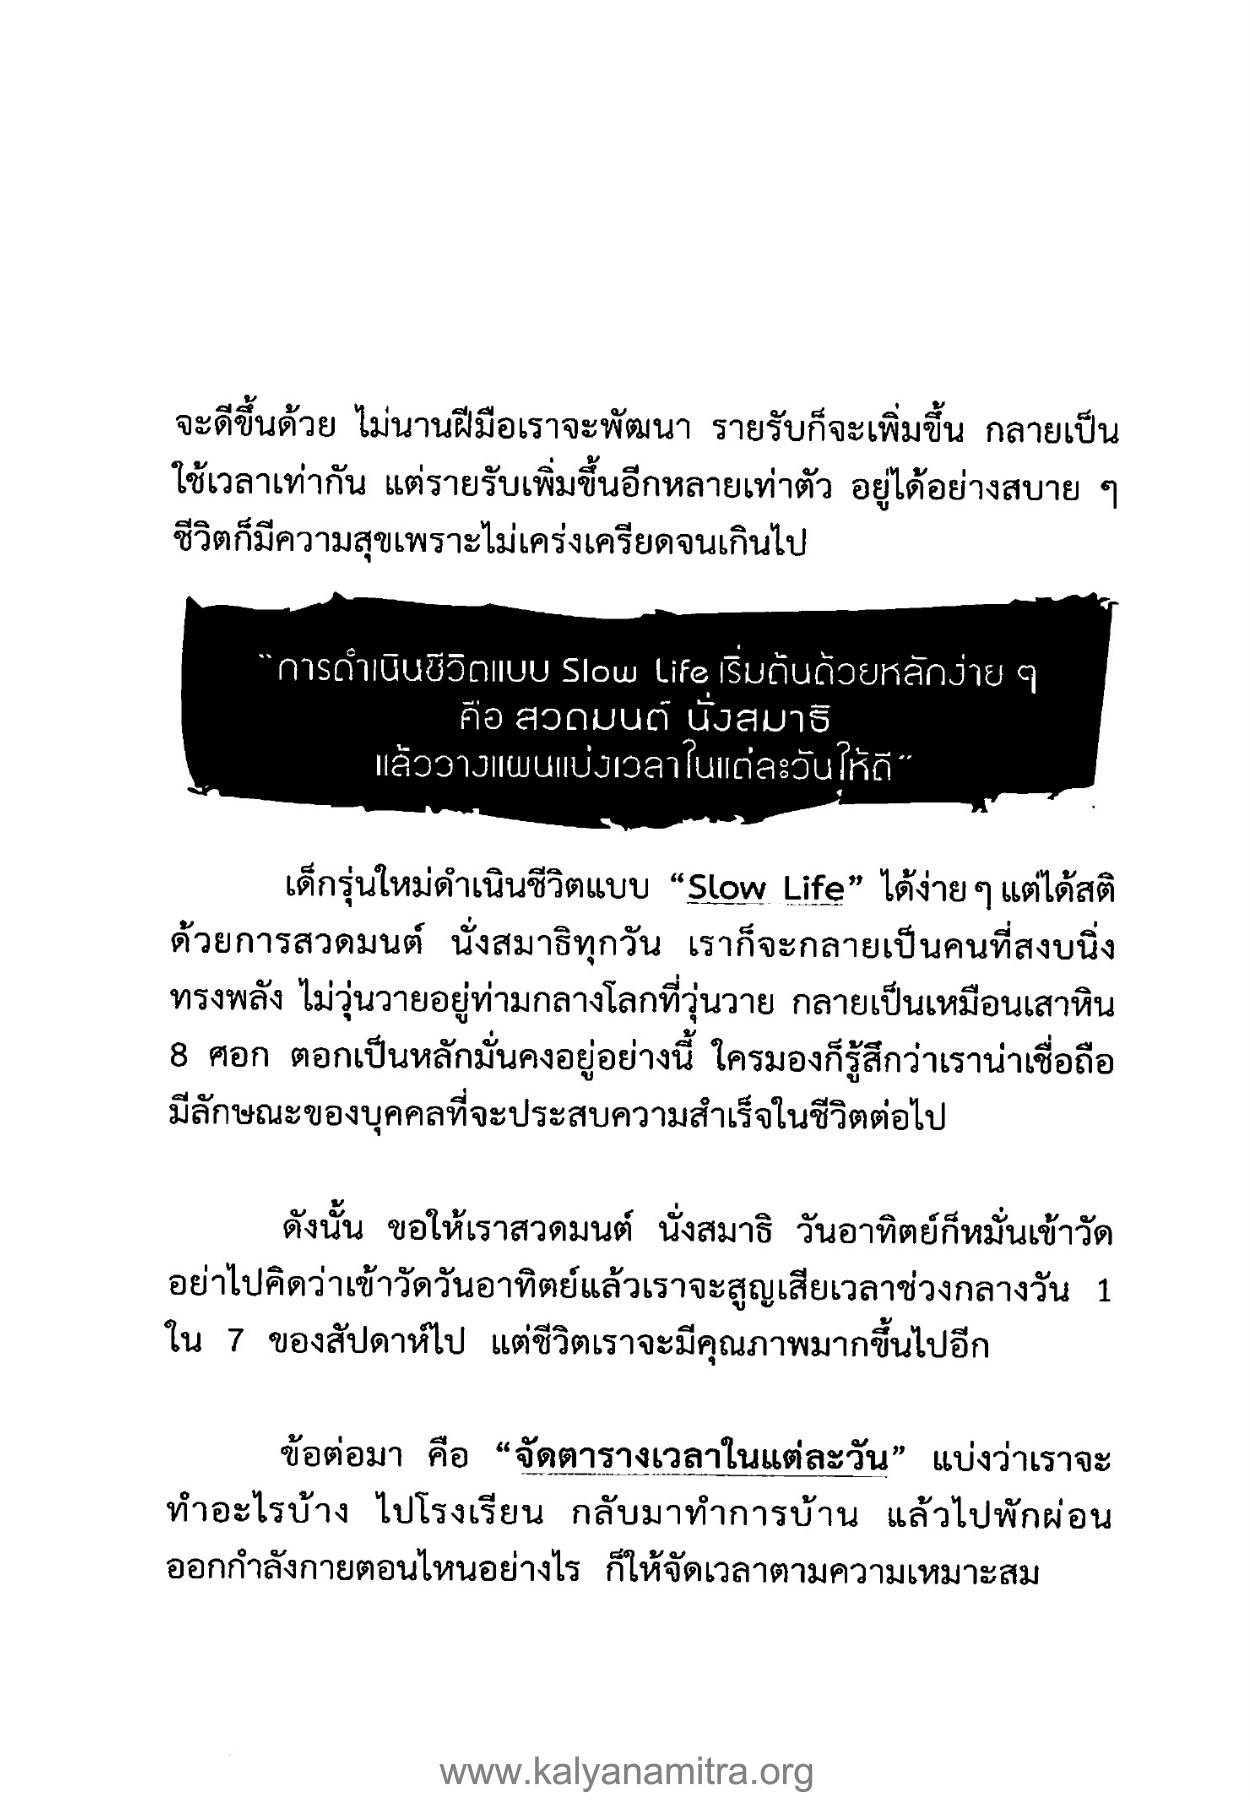 จะดีขึ้นด้วย ไม่นานฝีมือเราจะพัฒนา รายรับก็จะเพิ่มขึ้น กลายเป็น
ใช้เวลาเท่ากัน แต่รายรับเพิ่มขึ้นอีกหลายเท่าตัว อยู่ได้อย่างสบาย ๆ
ชีวิตก็มีความสุขเพราะไม่เคร่งเครียดจนเกินไป
"การดำเนินชีวิตแบบ Slow Life เริ่มต้นด้วยหลักง่าย ๆ
คือ สวดมนต์ นั่งสมาธิ
แล้ววางแผนแบ่งเวลาในแต่ละวันให้ดี"
เด็กรุ่นใหม่ดำเนินชีวิตแบบ “Slow Life” ได้ง่าย ๆ แต่ได้สติ
ด้วยการสวดมนต์ นั่งสมาธิทุกวัน เราก็จะกลายเป็นคนที่สงบนิ่ง
ทรงพลัง ไม่วุ่นวายอยู่ท่ามกลางโลกที่วุ่นวาย กลายเป็นเหมือนเสาหิน
8 ศอก ตอกเป็นหลักมั่นคงอยู่อย่างนี้ ใครมองก็รู้สึกว่าเราน่าเชื่อถือ
มีลักษณะของบุคคลที่จะประสบความสำเร็จในชีวิตต่อไป
ดังนั้น ขอให้เราสวดมนต์ นั่งสมาธิ วันอาทิตย์ก็หมั่นเข้าวัด
อย่าไปคิดว่าเข้าวัดวันอาทิตย์แล้วเราจะสูญเสียเวลาช่วงกลางวัน 1
ใน 7 ของสัปดาห์ไป แต่ชีวิตเราจะมีคุณภาพมากขึ้นไปอีก
ข้อต่อมา คือ “จัดตารางเวลาในแต่ละวัน” แบ่งว่าเราจะ
ทำอะไรบ้าง ไปโรงเรียน กลับมาทำการบ้าน แล้วไปพักผ่อน
ออกกำลังกายตอนไหนอย่างไร ก็ให้จัดเวลาตามความเหมาะสม
www.kalyanamitra.org